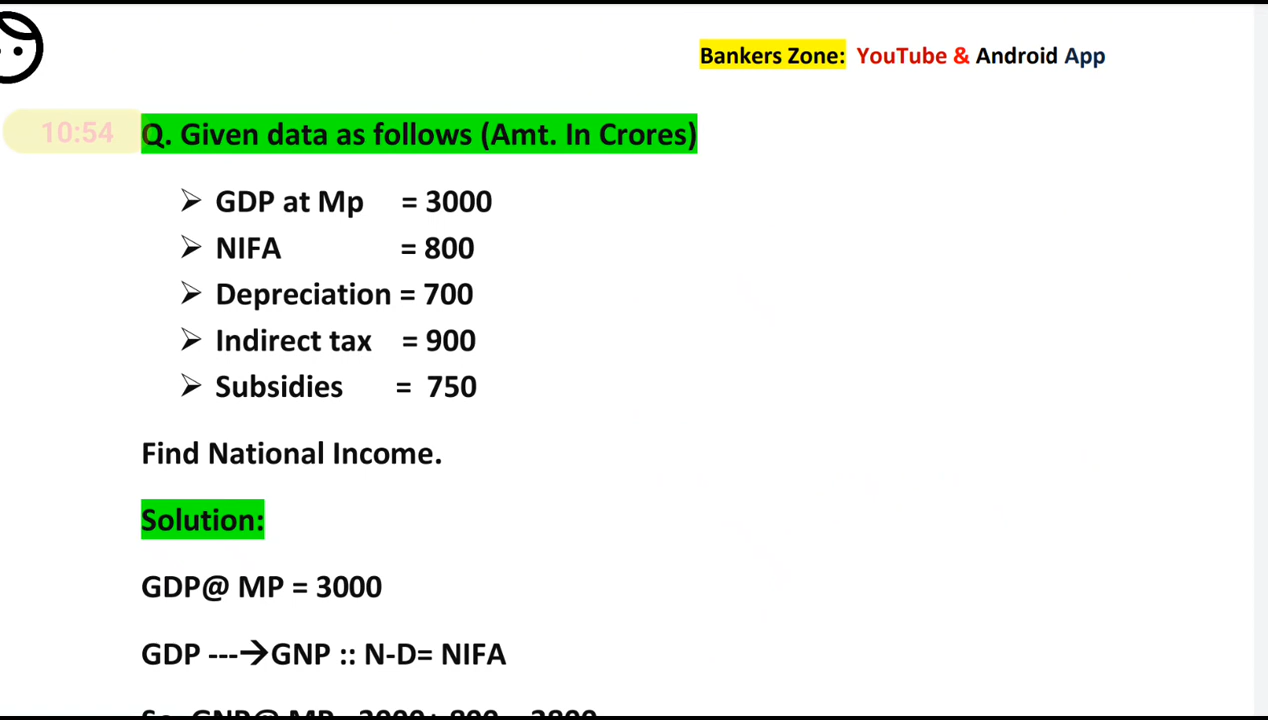 Bankers Zone: YouTube & Android App
10:54
Q. Given data as follows (Amt. In Crores)
➢ GDP at Mp = 3000
➢ NIFA = 800
➢ Depreciation = 700
➢ Indirect tax = 900
➢ Subsidies = 750
Find National Income.
Solution:
GDP@ MP = 3000
GDP ---→GNP :: N-D= NIFA